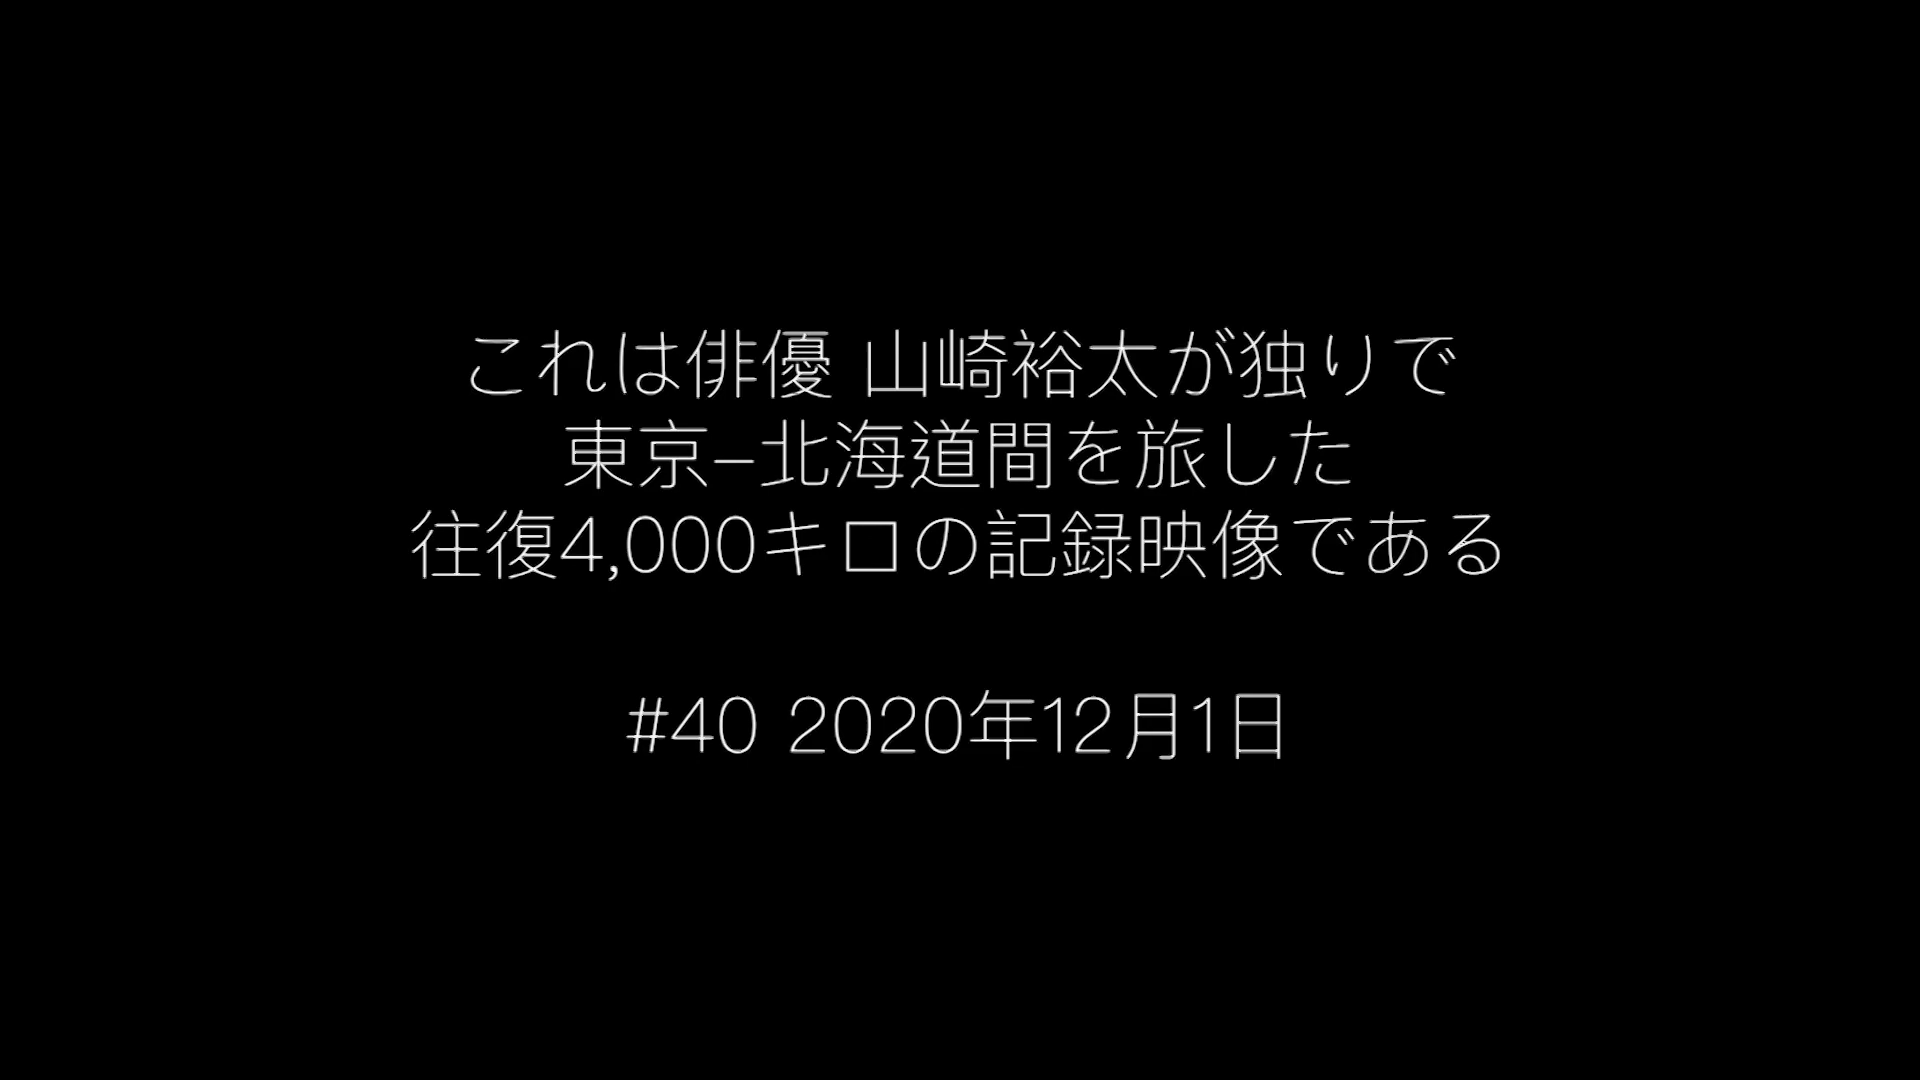 これは俳優 山崎裕太が独りで
東京–北海道間を旅した
往復4,000キロの記録映像である
#40 2020年12月1日